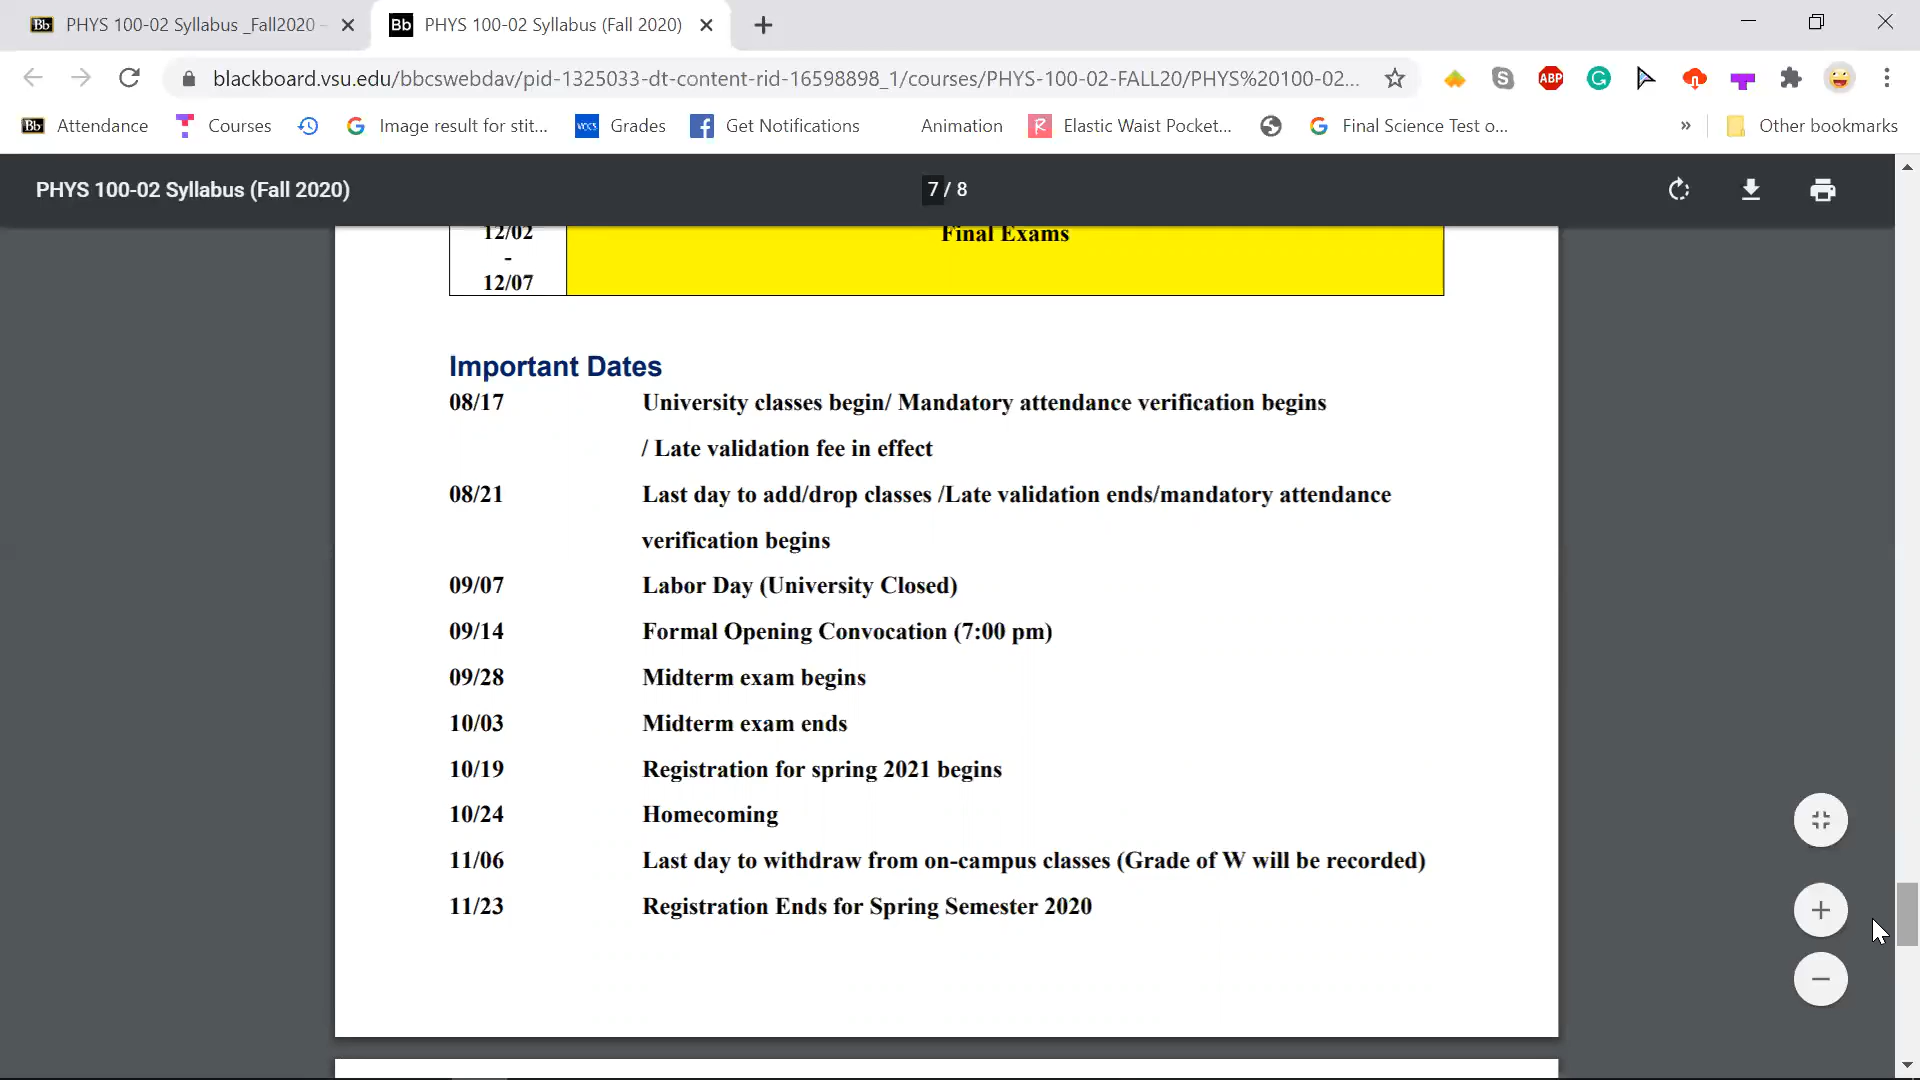 PHYS 100-02 Syllabus _Fall2020 -
PHYS 100-02 Syllabus (Fall 2020)
blackboard.vsu.edu/bbcswebdav/pid-1325033-dt-content-rid-16598898_1/courses/PHYS-100-02-FALL20/PHYS%20100-02...
ABP
Bb Attendance
Courses
Image result for stit...
VCCS Grades
Get Notifications
Animation
R Elastic Waist Pocket...
Final Science Test o...
»
Other bookmarks
PHYS 100-02 Syllabus (Fall 2020)
7 / 8
12/02
-
12/07
Final Exams
Important Dates
08/17 University classes begin/ Mandatory attendance verification begins
/ Late validation fee in effect
08/21 Last day to add/drop classes /Late validation ends/mandatory attendance
verification begins
09/07 Labor Day (University Closed)
09/14 Formal Opening Convocation (7:00 pm)
09/28 Midterm exam begins
10/03 Midterm exam ends
10/19 Registration for spring 2021 begins
10/24 Homecoming
11/06 Last day to withdraw from on-campus classes (Grade of W will be recorded)
11/23 Registration Ends for Spring Semester 2020